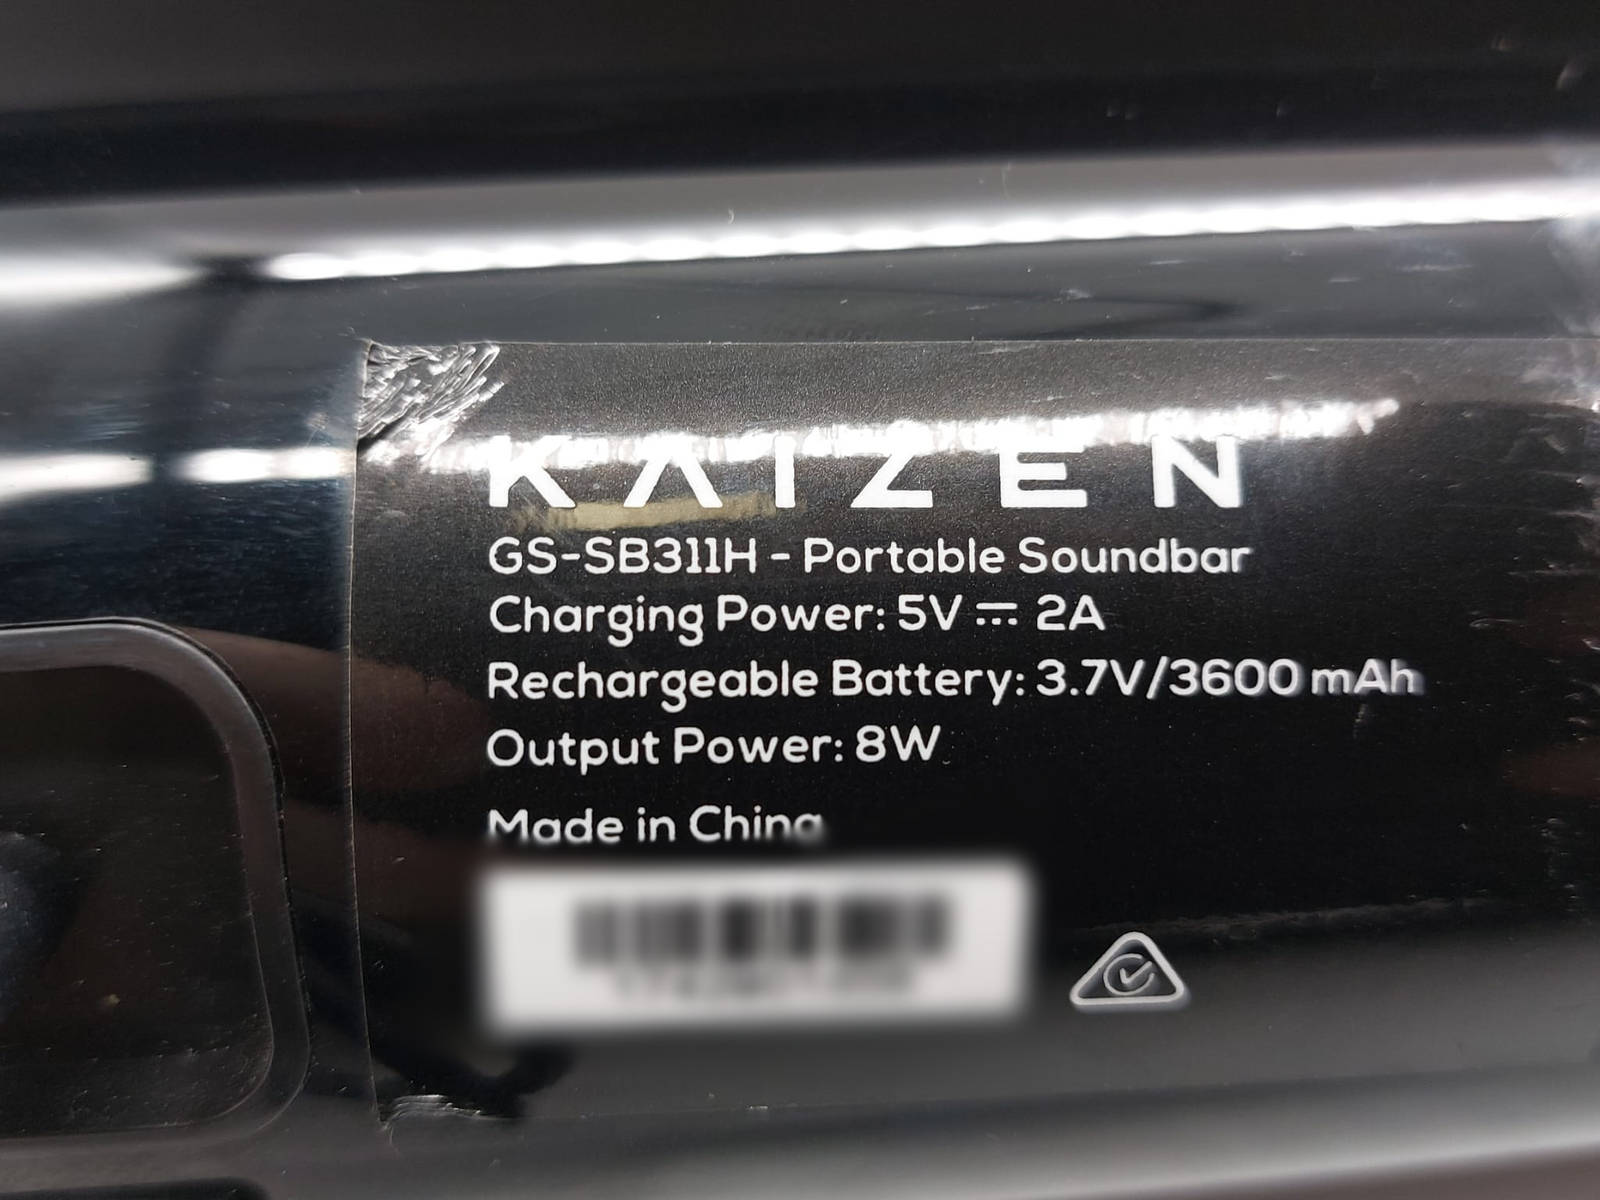 KAIZEN
GS-SB311H - Portable Soundbar
Charging Power: 5V ⎓ 2A
Rechargeable Battery: 3.7V/3600 mAh
Output Power: 8W
Made in China